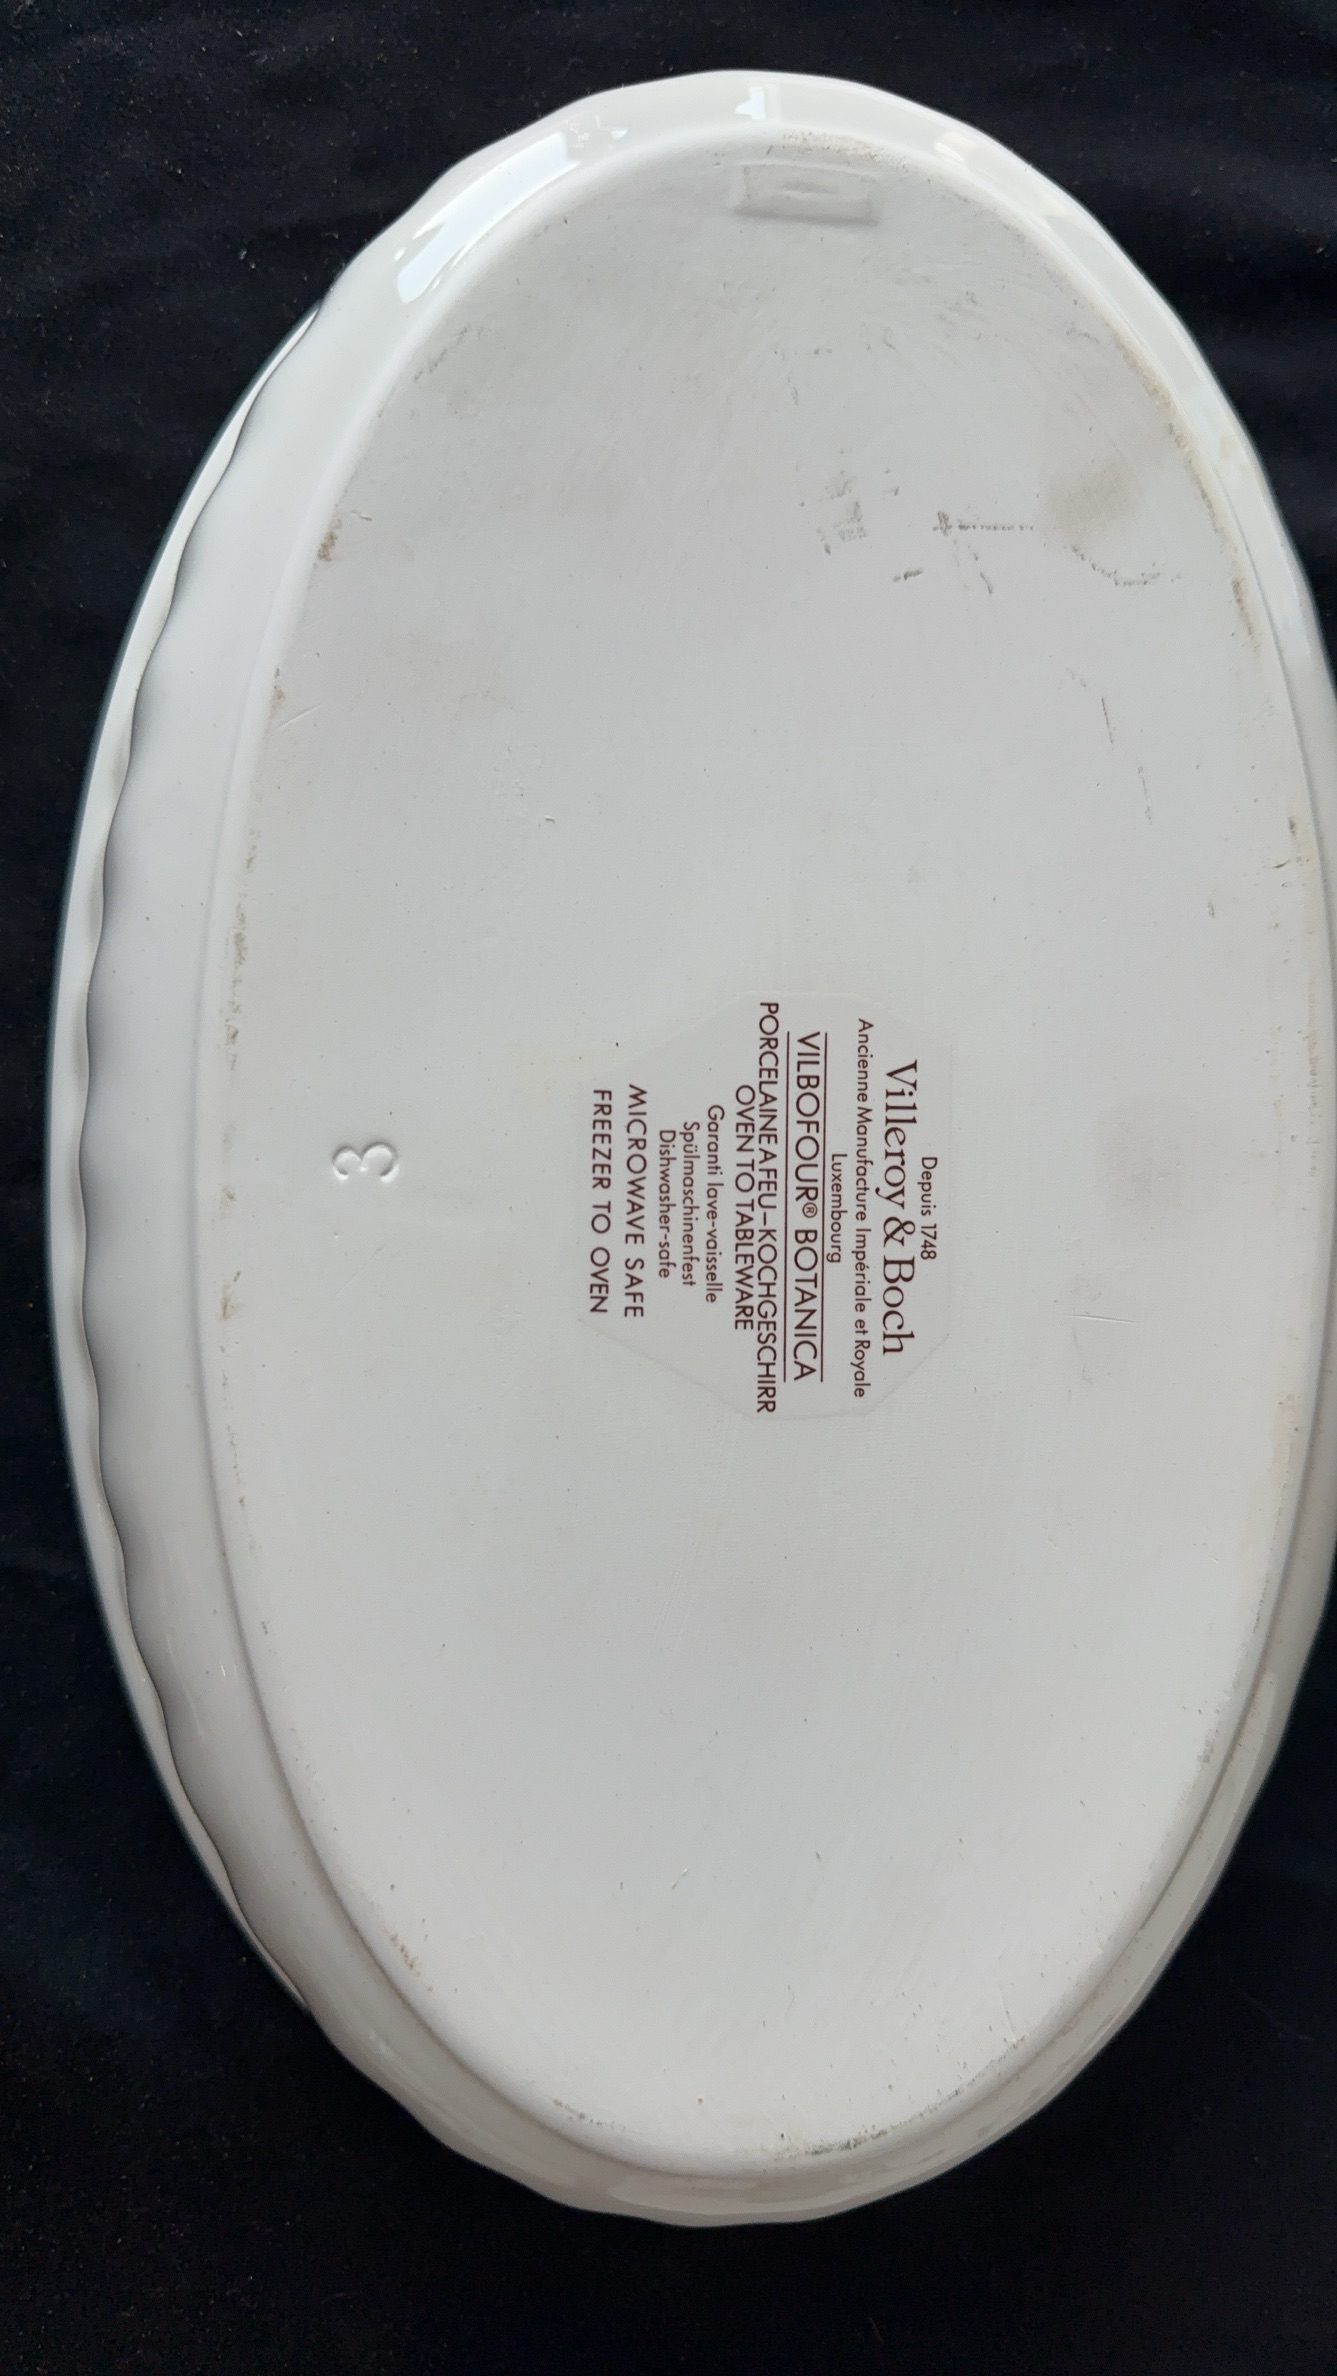 Depuis 1748
Villeroy & Boch
Ancienne Manufacture Impériale et Royale
Luxembourg
VILBOFOUR® BOTANICA
PORCELAINE A FEU–KOCHGESCHIRR
OVEN TO TABLEWARE
Garanti lave-vaisselle
Spülmaschinenfest
Dishwasher-safe
MICROWAVE SAFE
FREEZER TO OVEN
3